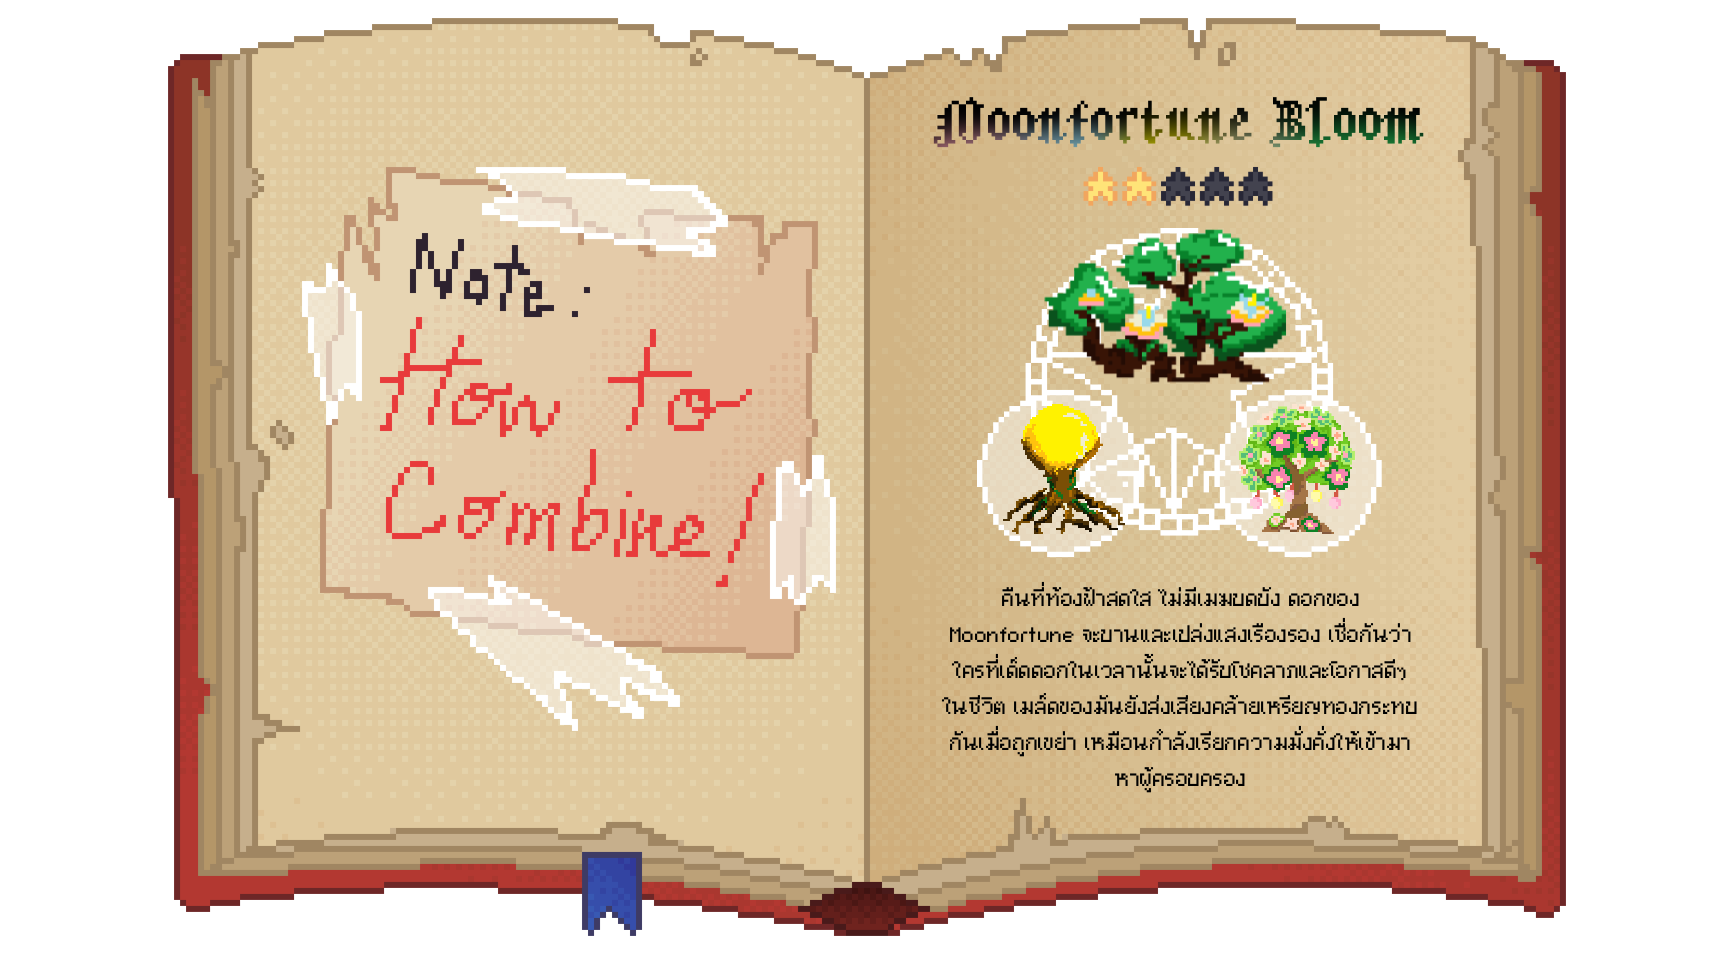 Note:
How to
Combine!
Moonfortune Bloom
คืนที่ท้องฟ้าสดใส ไม่มีเมฆบดบัง ดอกของ
Moonfortune จะบานและเปล่งแสงเรืองรอง เชื่อกันว่า
ใครที่เด็ดดอกในเวลานั้นจะได้รับโชคลาภและโอกาสดีๆ
ในชีวิต เมล็ดของมันยังส่งเสียงคล้ายเหรียญทองกระทบ
กันเมื่อถูกเขย่า เหมือนกำลังเรียกความมั่งคั่งให้เข้ามา
หาผู้ครอบครอง